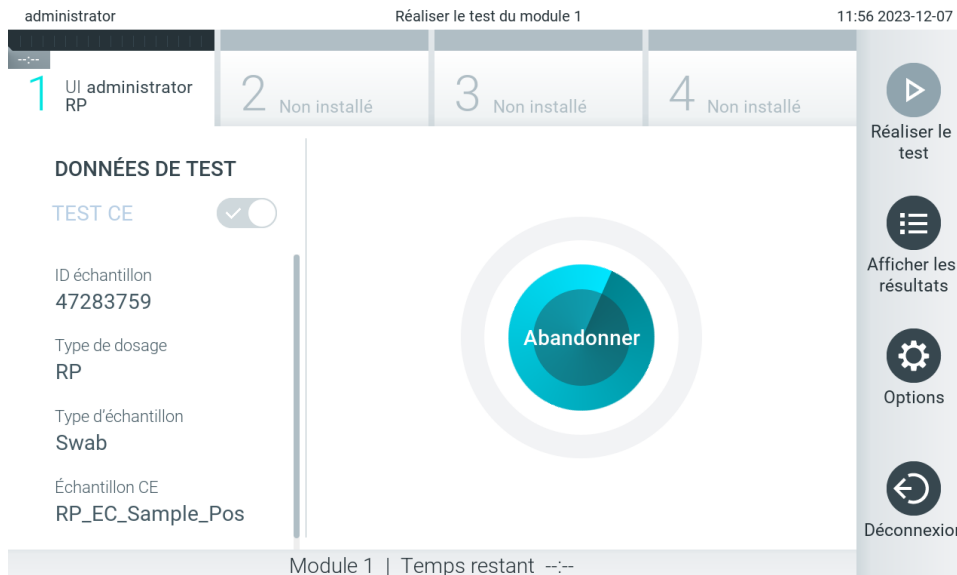 administrator
Réaliser le test du module 1
11:56 2023-12-07
--:--
1 UI administrator
RP
2 Non installé
3 Non installé
4 Non installé
DONNÉES DE TEST
TEST CE
ID échantillon
47283759
Type de dosage
RP
Type d'échantillon
Swab
Échantillon CE
RP_EC_Sample_Pos
Abandonner
Réaliser le
test
Afficher les
résultats
Options
Déconnexion
Module 1 | Temps restant --:--